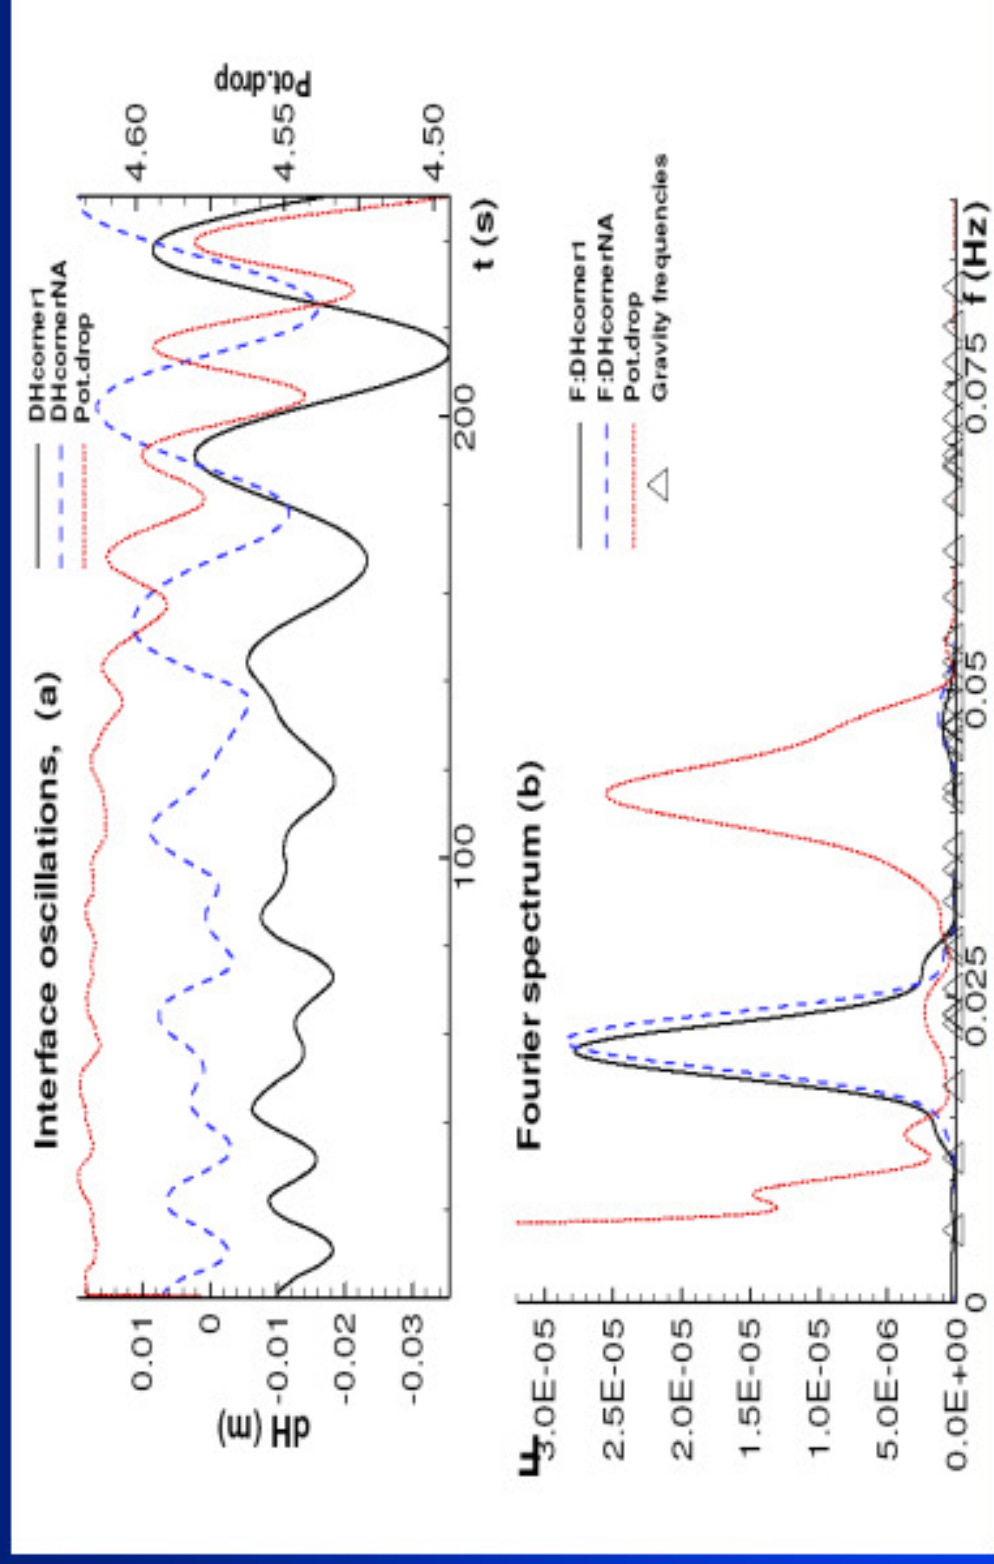 Interface oscillations, (a)
DHcorner1
DHcornerNA
Pot.drop
dH (m)
0.01
0
-0.01
-0.02
-0.03
Pot.drop
4.60
4.55
4.50
100
200
t (s)
Fourier spectrum (b)
F:DHcorner1
F:DHcornerNA
Pot.drop
Gravity frequencies
F
3.0E-05
2.5E-05
2.0E-05
1.5E-05
1.0E-05
5.0E-06
0.0E+00
0
0.025
0.05
0.075
f (Hz)